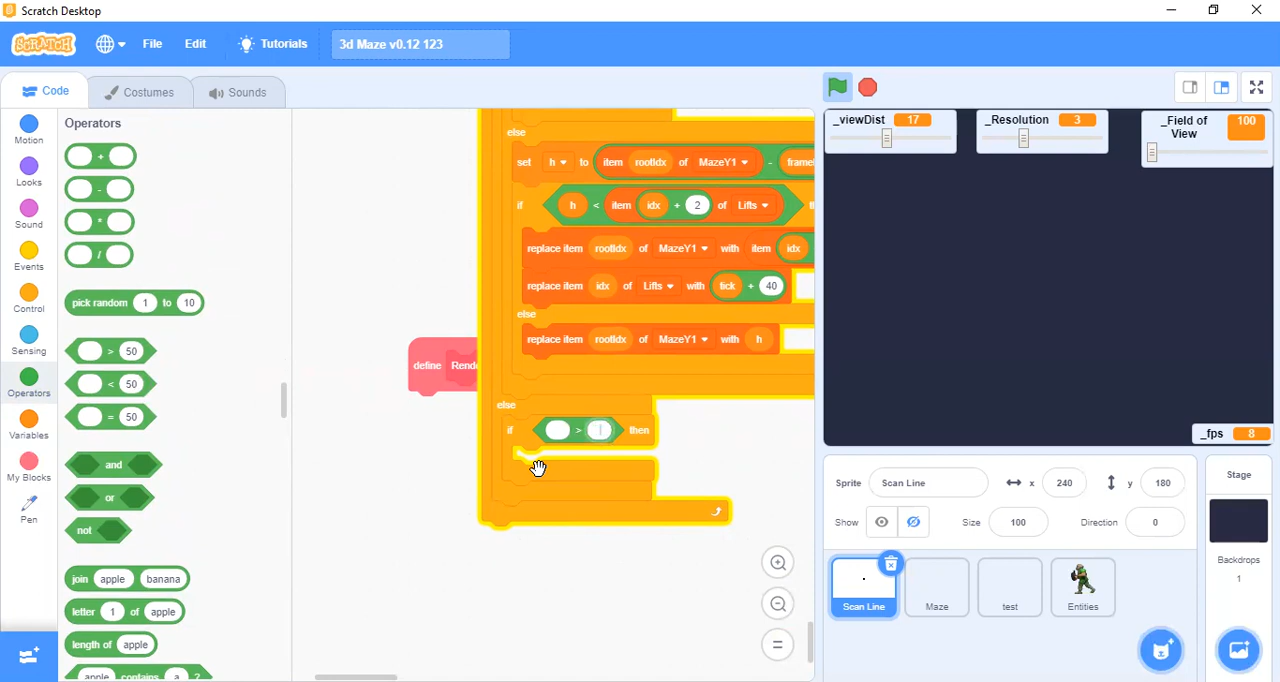 Scratch Desktop
SCRATCH File Edit Tutorials 3d Maze v0.12 123
Code Costumes Sounds
Motion
Looks
Sound
Events
Control
Sensing
Operators
Variables
My Blocks
Pen
Operators
+
-
*
/
pick random 1 to 10
> 50
< 50
= 50
and
or
not
join apple banana
letter 1 of apple
length of apple
apple contains a ?
else
set h to item rootIdx of MazeY1 -
if h < item idx + 2 of Lifts
replace item rootIdx of MazeY1 with item idx
replace item idx of Lifts with tick + 40
else
replace item rootIdx of MazeY1 with h
define
else
if > then
_viewDist 17
_Resolution 3
_Field of View 100
_fps 8
Sprite Scan Line x 240 y 180
Show Size 100 Direction 0
Scan Line
Maze
test
Entities
Stage
Backdrops
1